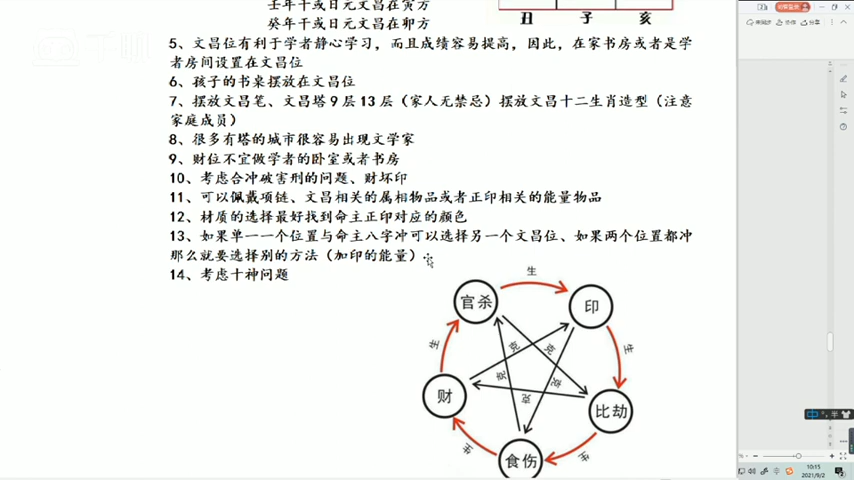 壬年干或日元文昌在寅方
癸年干或日元文昌在卯方
丑 子 亥
5、文昌位有利于学者静心学习，而且成绩容易提高，因此，在家书房或者是学
者房间设置在文昌位
6、孩子的书桌摆放在文昌位
7、摆放文昌笔、文昌塔9层13层（家人无禁忌）摆放文昌十二生肖造型（注意
家庭成员）
8、很多有塔的城市很容易出现文学家
9、财位不宜做学者的卧室或者书房
10、考虑合冲破害刑的问题、财坏印
11、可以佩戴项链、文昌相关的属相物品或者正印相关的能量物品
12、材质的选择最好找到命主正印对应的颜色
13、如果单一一个位置与命主八字冲可以选择另一个文昌位、如果两个位置都冲
那么就要选择别的方法（加印的能量）
14、考虑十神问题
生
官杀
印
生
克
克
生
克
克
财
克
比劫
生
生
食伤
中
半
10:15
2021/9/2